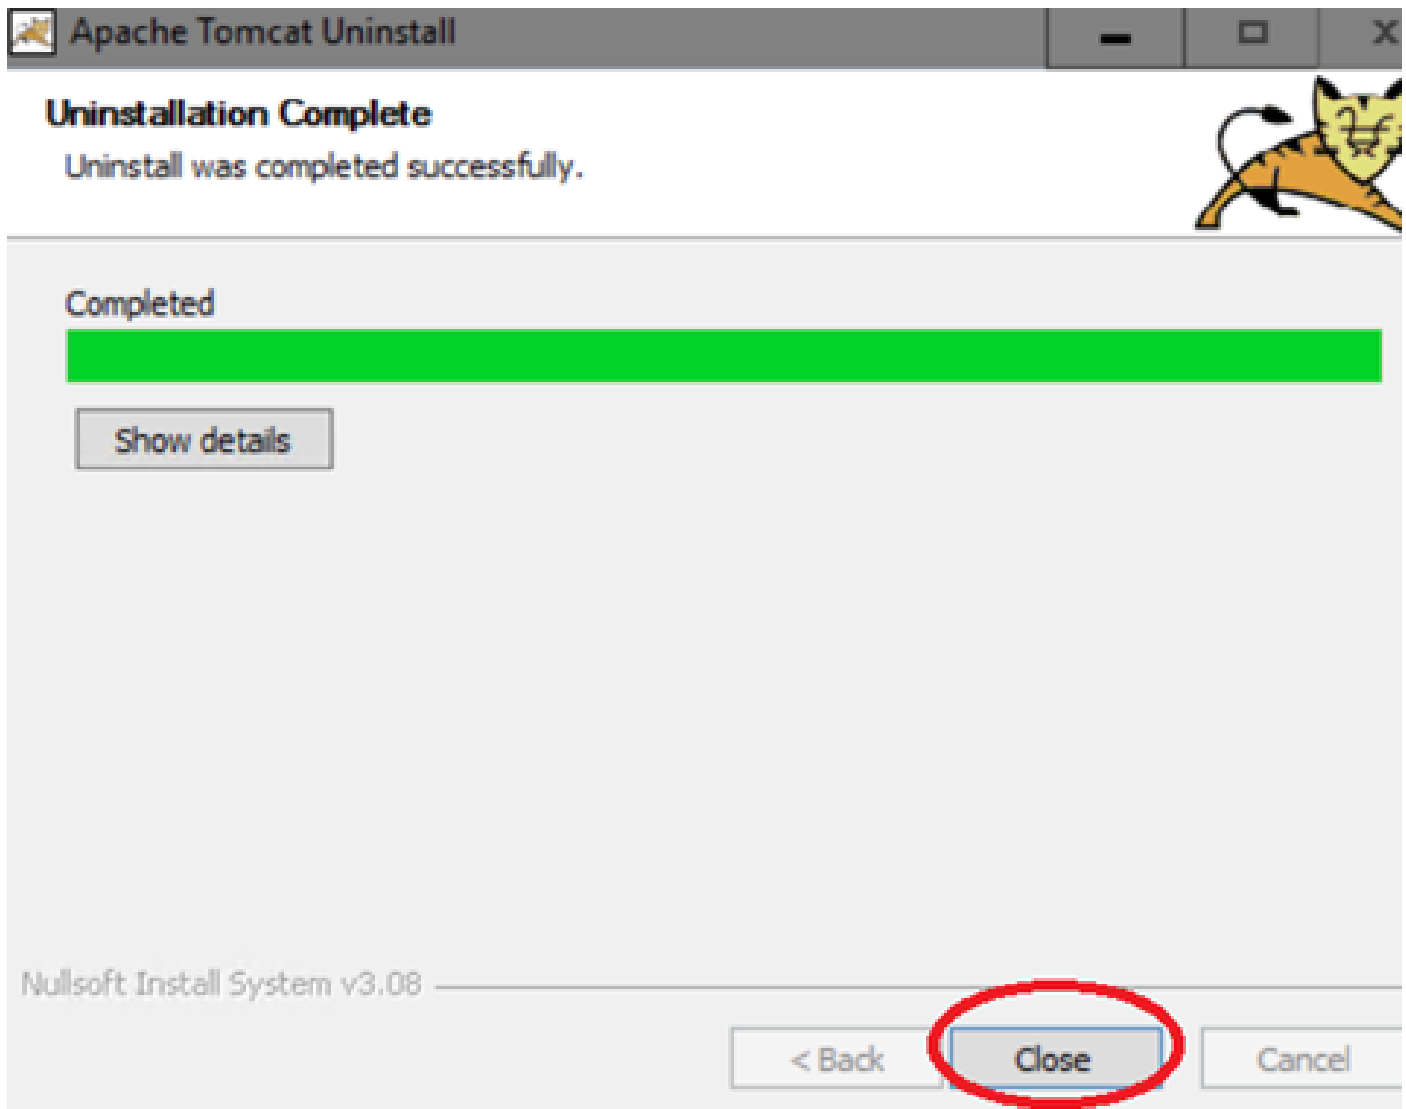 Apache Tomcat Uninstall
Uninstallation Complete
Uninstall was completed successfully.
Completed
Show details
Nullsoft Install System v3.08
< Back
Close
Cancel